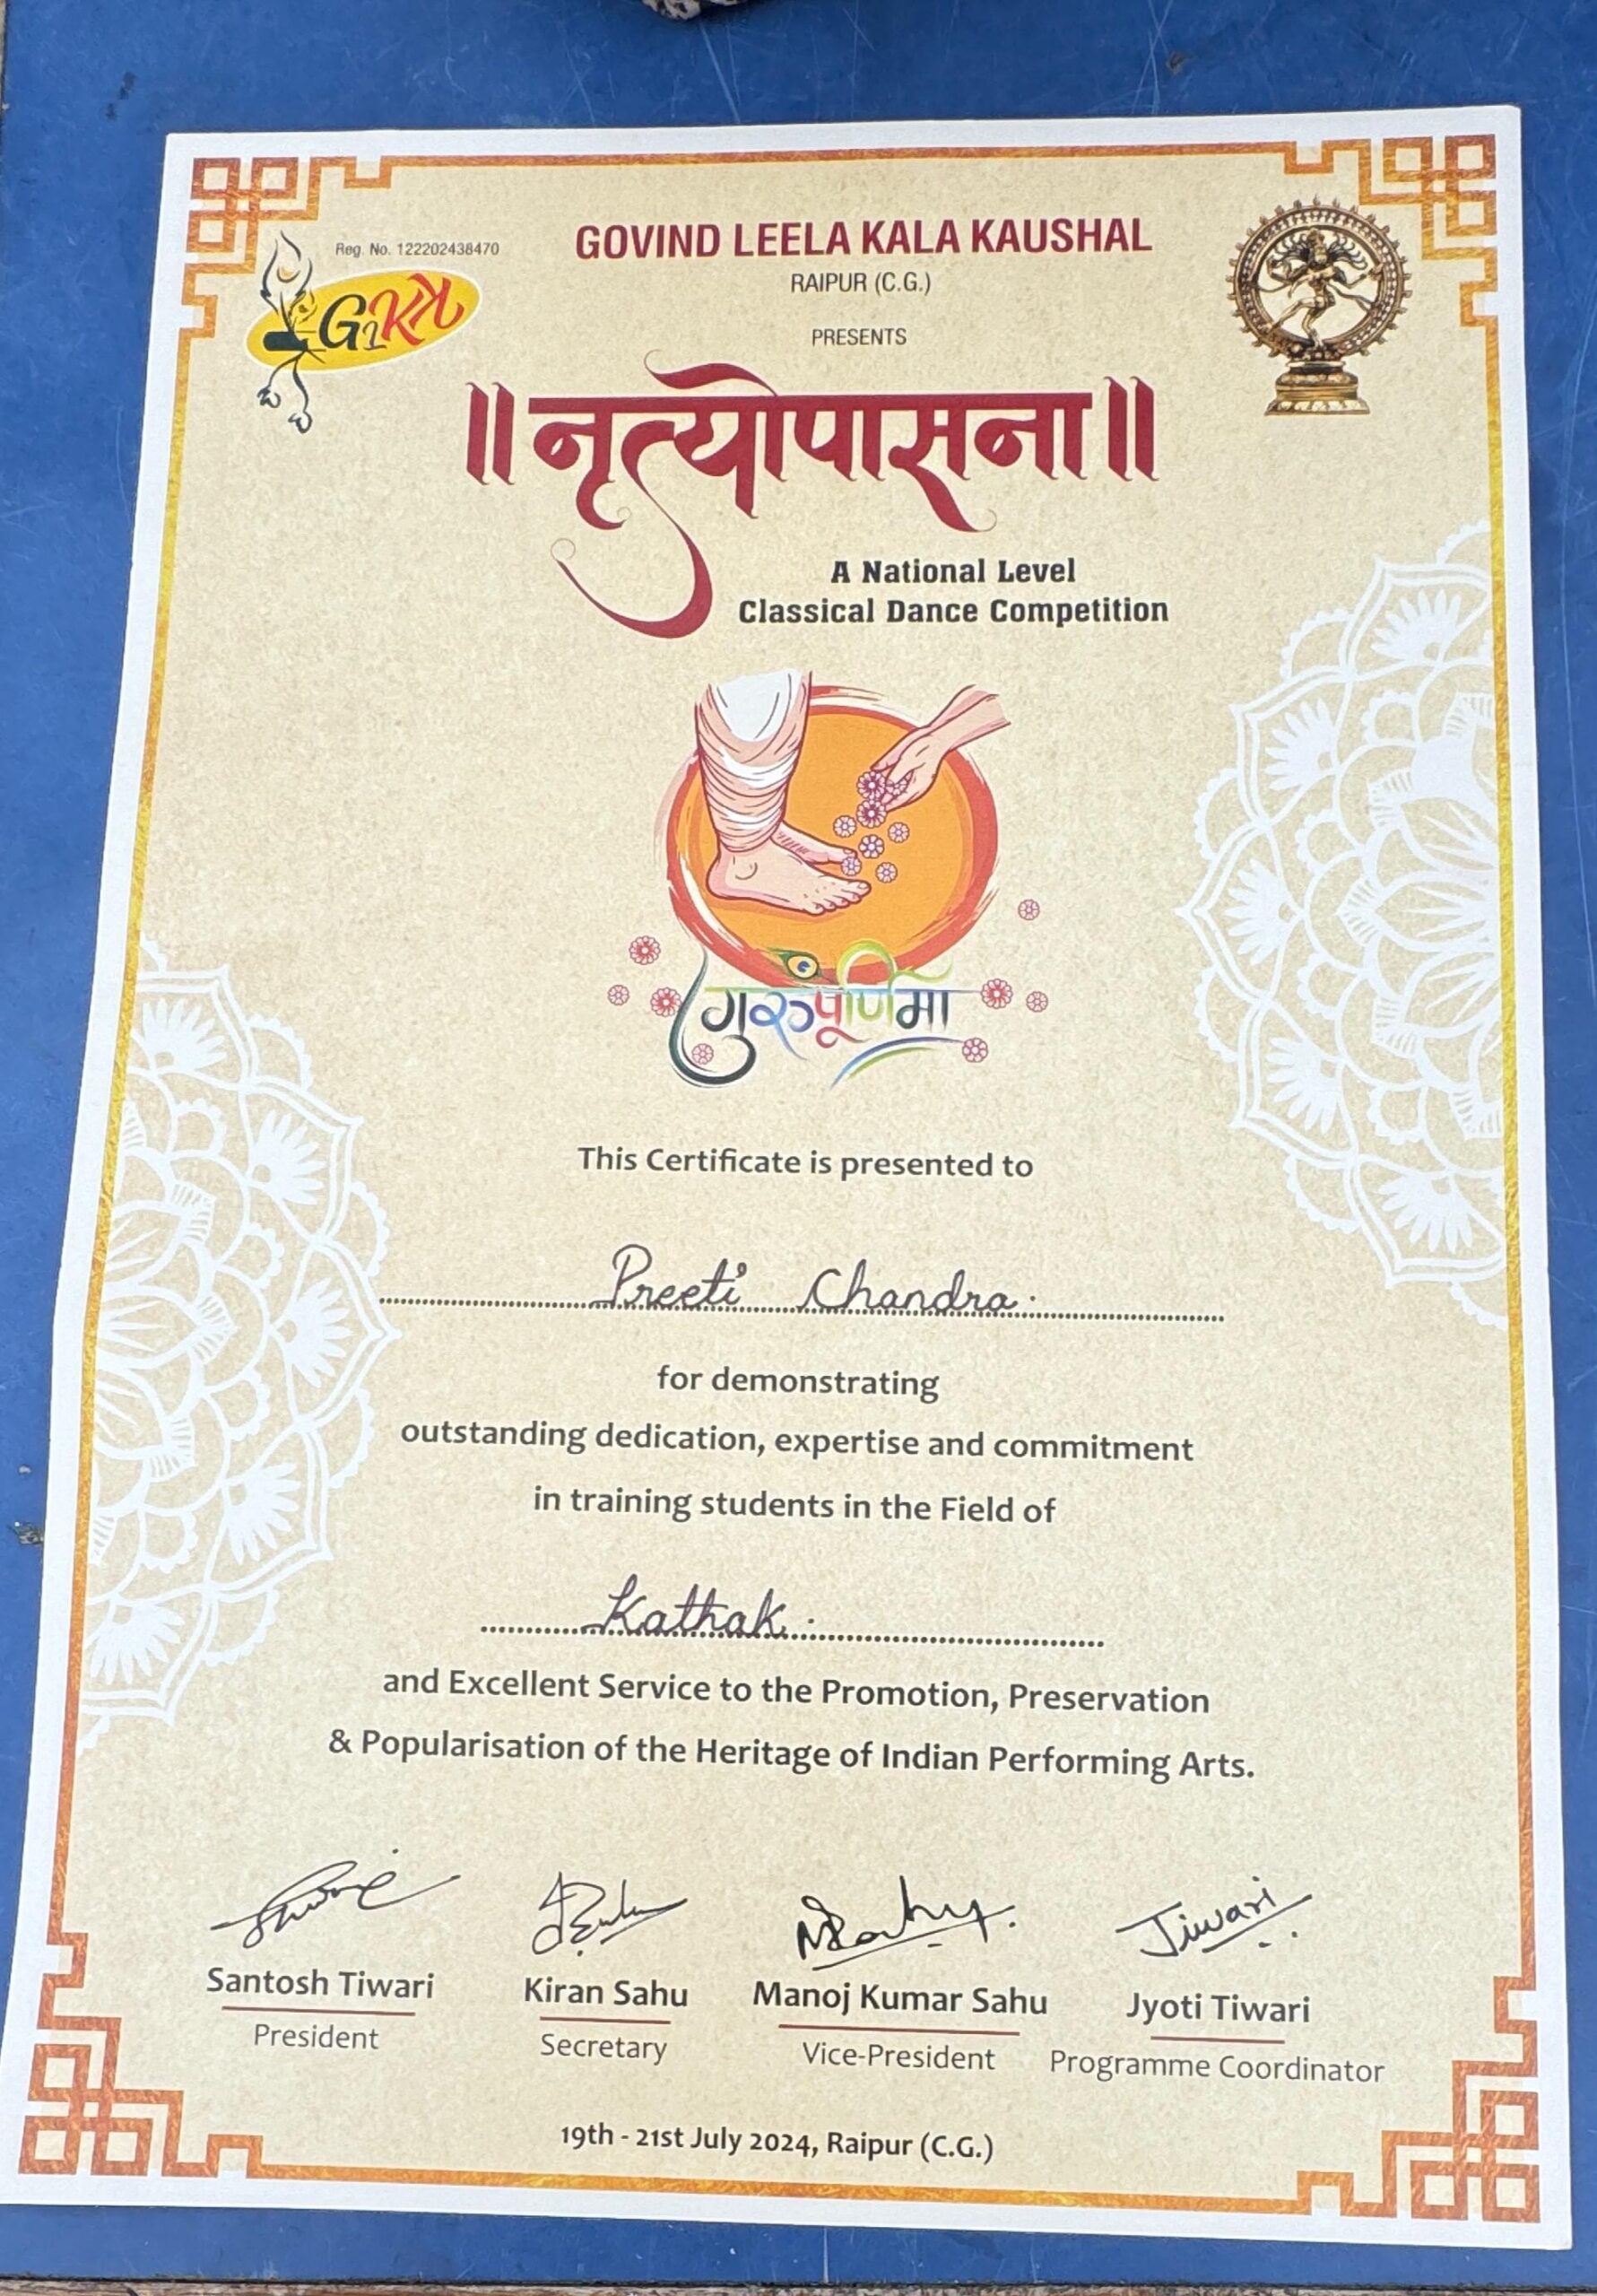 Reg. No. 122202438470
GLKK
GOVIND LEELA KALA KAUSHAL
RAIPUR (C.G.)
PRESENTS
॥ नृत्योपासना ॥
A National Level
Classical Dance Competition
गुरुपूर्णिमा
This Certificate is presented to
Preeti Chandra.
for demonstrating
outstanding dedication, expertise and commitment
in training students in the Field of
Kathak.
and Excellent Service to the Promotion, Preservation
& Popularisation of the Heritage of Indian Performing Arts.
Tiwari
Santosh Tiwari Kiran Sahu Manoj Kumar Sahu Jyoti Tiwari
President Secretary Vice-President Programme Coordinator
19th - 21st July 2024, Raipur (C.G.)